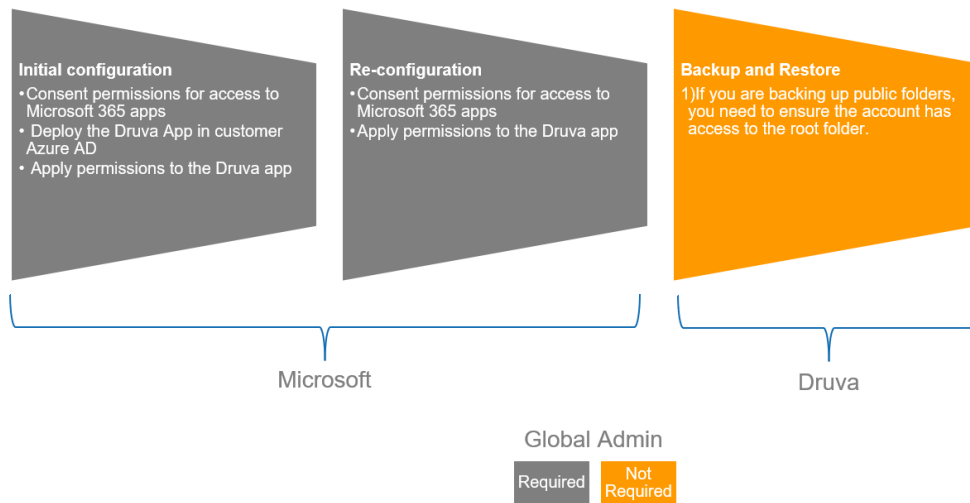 Initial configuration
•Consent permissions for access to
Microsoft 365 apps
• Deploy the Druva App in customer
Azure AD
• Apply permissions to the Druva app
Re-configuration
•Consent permissions for access to
Microsoft 365 apps
•Apply permissions to the Druva app
Backup and Restore
1)If you are backing up public folders,
you need to ensure the account has
access to the root folder.
Microsoft
Druva
Global Admin
Required
Not
Required